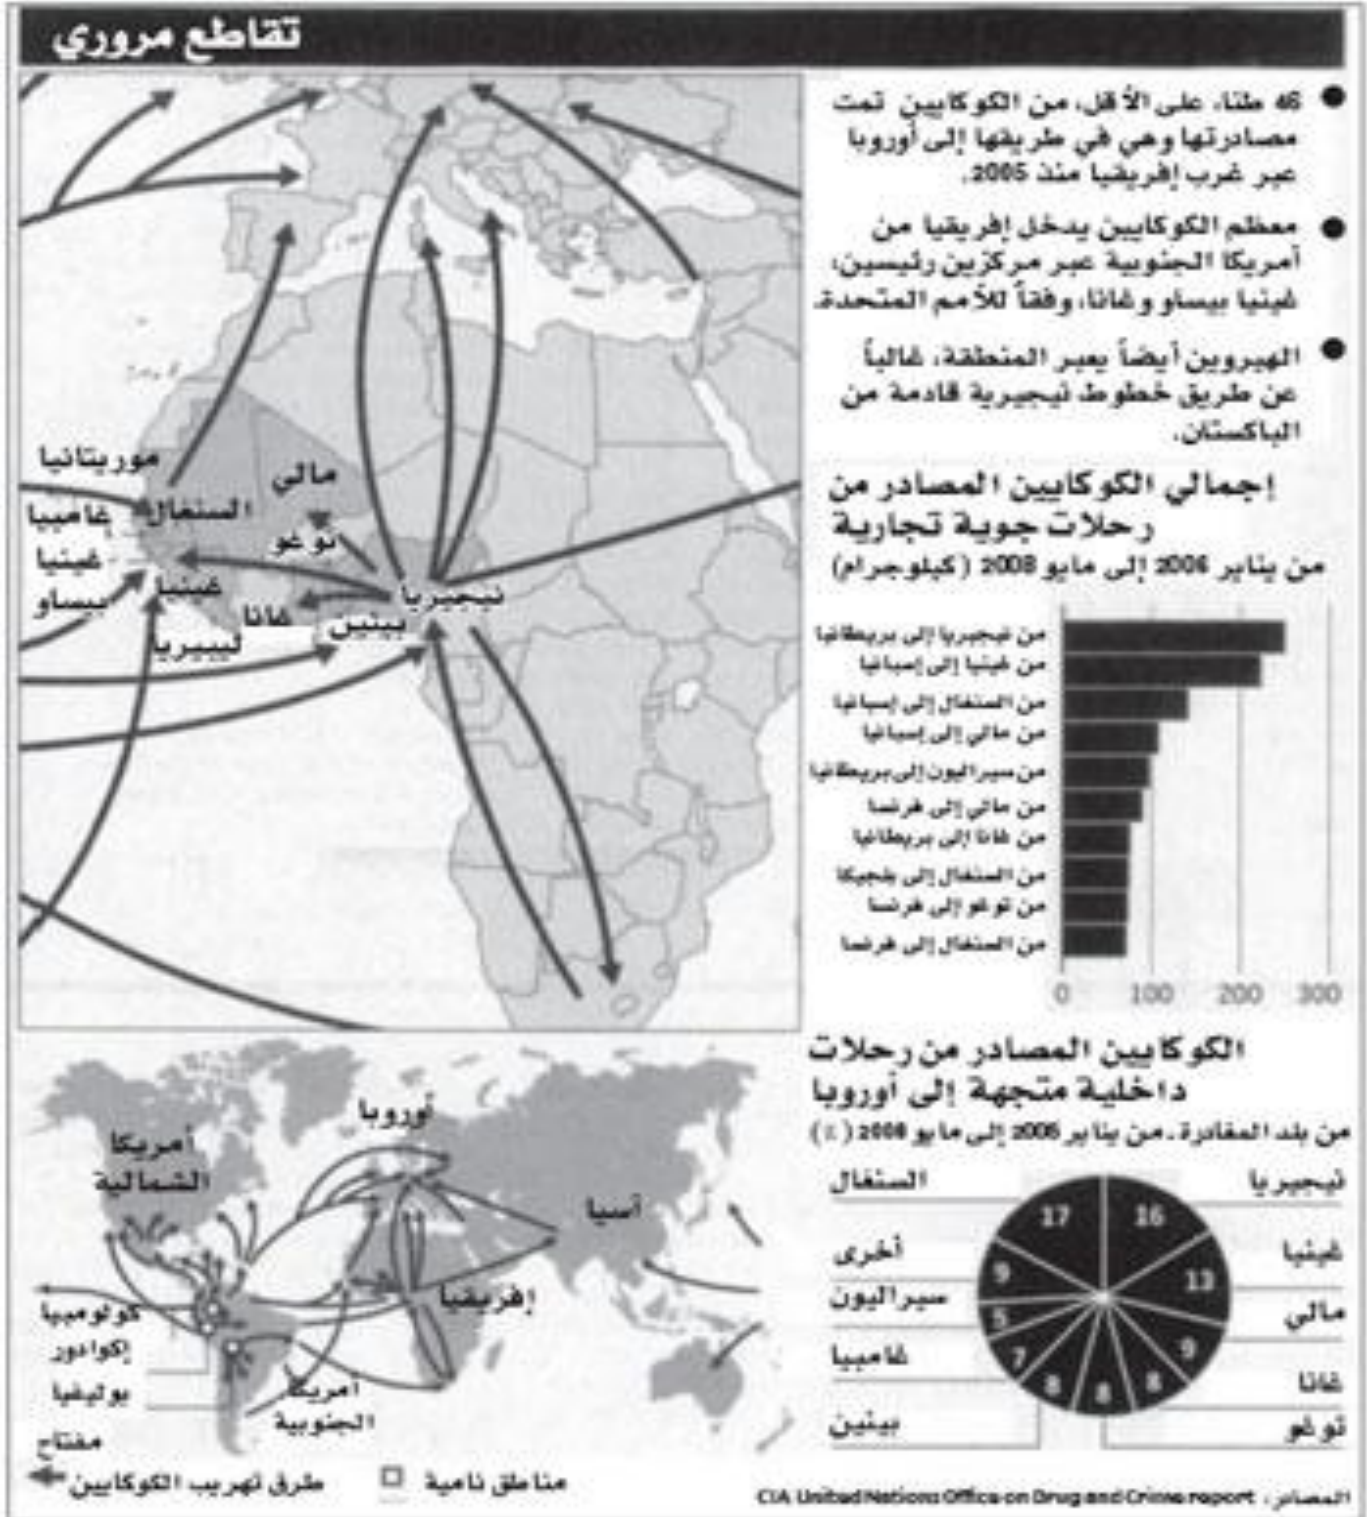 تقاطع مروري
46 طنا، على الأقل، من الكوكايين تمت
مصادرتها وهي في طريقها إلى أوروبا
عبر غرب إفريقيا منذ 2005.
معظم الكوكايين يدخل إفريقيا من
أمريكا الجنوبية عبر مركزين رئيسين؛
غينيا بيساو وغانا، وفقاً للأمم المتحدة.
الهيروين أيضاً يعبر المنطقة، غالباً
عن طريق خطوط نيجيرية قادمة من
الباكستان.
إجمالي الكوكايين المصادر من
رحلات جوية تجارية
من يناير 2006 إلى مايو 2008 (كيلوجرام)
من نيجيريا إلى بريطانيا
من غينيا إلى إسبانيا
من السنغال إلى إسبانيا
من مالي إلى إسبانيا
من سيراليون إلى بريطانيا
من مالي إلى فرنسا
من غانا إلى بريطانيا
من السنغال إلى بلجيكا
من توغو إلى فرنسا
من السنغال إلى فرنسا
0 100 200 300
موريتانيا
مالي
السنغال
غامبيا
توغو
غينيا
بيساو
غينيا
نيجيريا
غانا
بينين
ليبيريا
الكوكايين المصادر من رحلات
داخلية متجهة إلى أوروبا
من بلد المغادرة. من يناير 2006 إلى مايو 2008 (٪)
نيجيريا
السنغال
غينيا
أخرى
مالي
سيراليون
غانا
غامبيا
توغو
بينين
17
16
13
9
8
8
8
7
5
9
أوروبا
أمريكا
الشمالية
آسيا
إفريقيا
كولومبيا
إكوادور
بوليفيا
أمريكا
الجنوبية
مفتاح
طرق تهريب الكوكايين
مناطق نامية
المصادر: CIA United Nations Office on Drug and Crime report